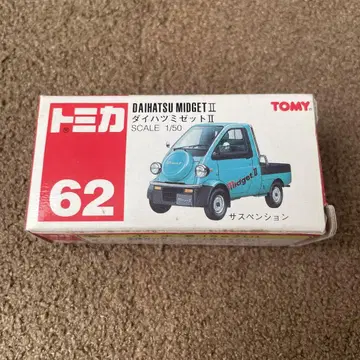 トミカ
62
DAIHATSU MIDGET II
ダイハツミゼットII
SCALE 1/50
TOMY
Midget II
サスペンション